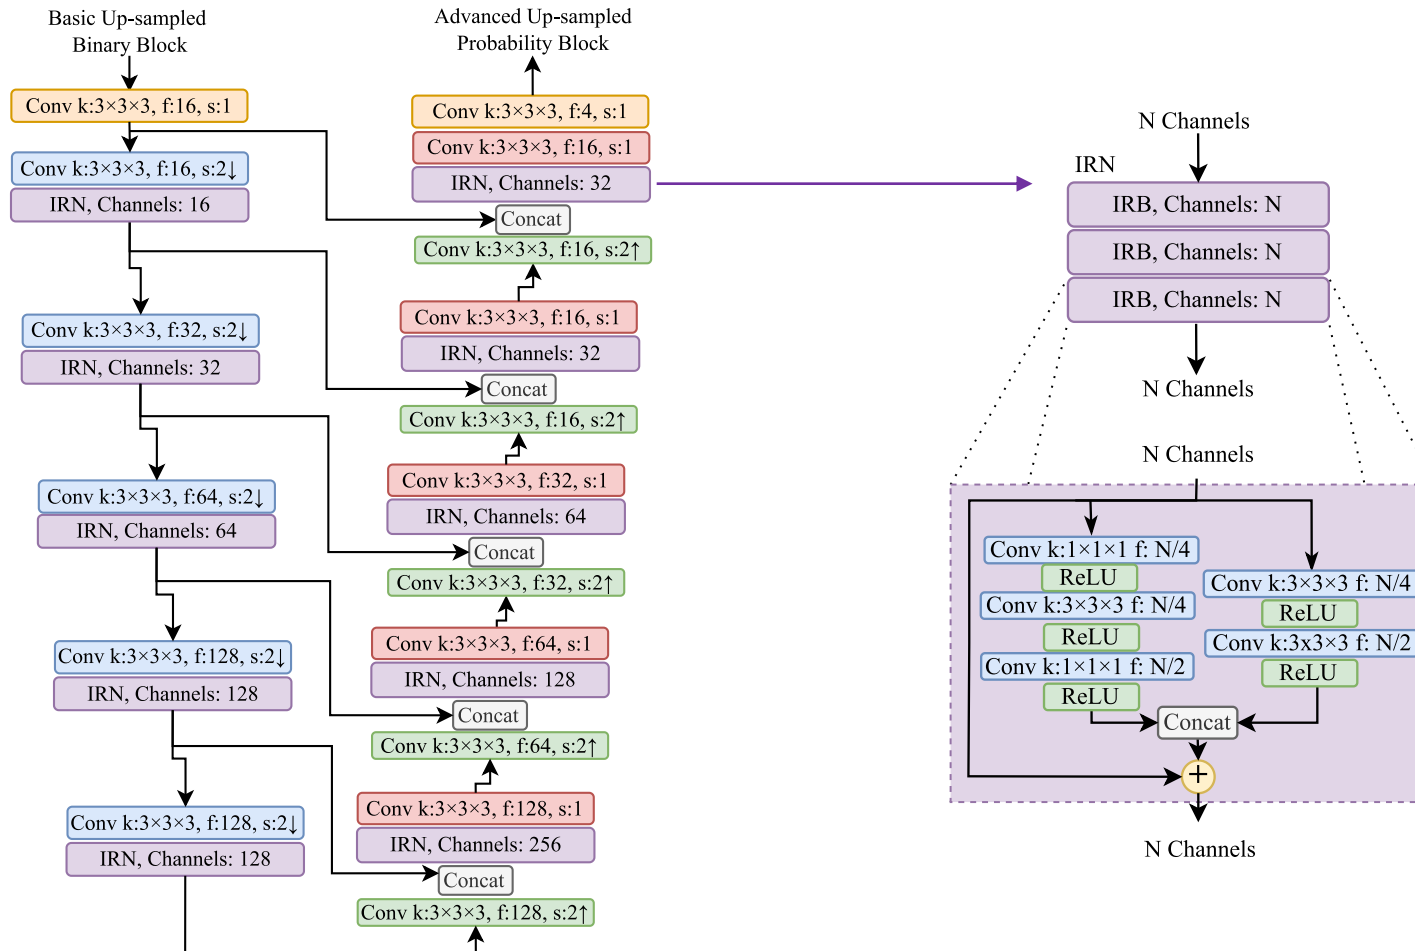 Basic Up-sampled
Binary Block
Conv k:3×3×3, f:16, s:1
Conv k:3×3×3, f:16, s:2↓
IRN, Channels: 16
Conv k:3×3×3, f:32, s:2↓
IRN, Channels: 32
Conv k:3×3×3, f:64, s:2↓
IRN, Channels: 64
Conv k:3×3×3, f:128, s:2↓
IRN, Channels: 128
Conv k:3×3×3, f:128, s:2↓
IRN, Channels: 128
Advanced Up-sampled
Probability Block
Conv k:3×3×3, f:4, s:1
Conv k:3×3×3, f:16, s:1
IRN, Channels: 32
Concat
Conv k:3×3×3, f:16, s:2↑
Conv k:3×3×3, f:16, s:1
IRN, Channels: 32
Concat
Conv k:3×3×3, f:16, s:2↑
Conv k:3×3×3, f:32, s:1
IRN, Channels: 64
Concat
Conv k:3×3×3, f:32, s:2↑
Conv k:3×3×3, f:64, s:1
IRN, Channels: 128
Concat
Conv k:3×3×3, f:64, s:2↑
Conv k:3×3×3, f:128, s:1
IRN, Channels: 256
Concat
Conv k:3×3×3, f:128, s:2↑
N Channels
IRN
IRB, Channels: N
IRB, Channels: N
IRB, Channels: N
N Channels
N Channels
Conv k:1×1×1 f: N/4
ReLU
Conv k:3×3×3 f: N/4
ReLU
Conv k:1×1×1 f: N/2
ReLU
Conv k:3×3×3 f: N/4
ReLU
Conv k:3x3×3 f: N/2
ReLU
Concat
+
N Channels